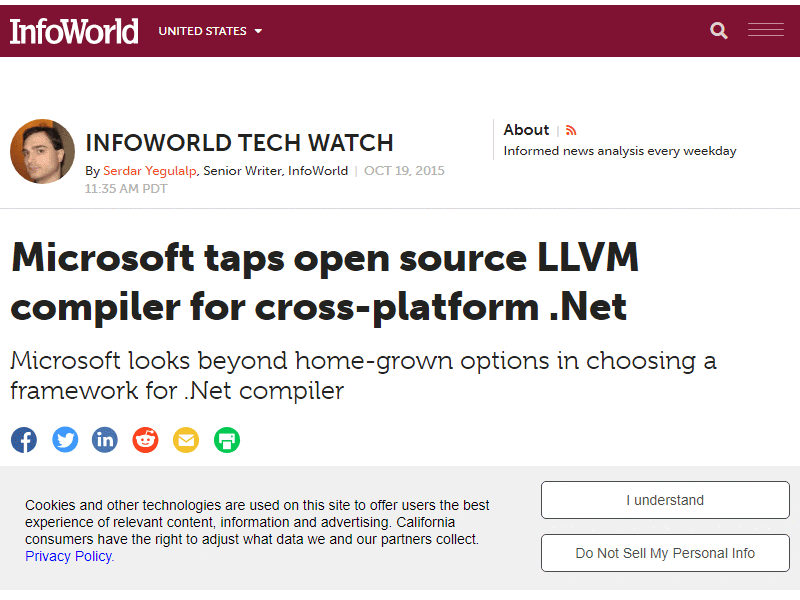 InfoWorld
UNITED STATES
INFOWORLD TECH WATCH
By Serdar Yegulalp, Senior Writer, InfoWorld | OCT 19, 2015
11:35 AM PDT
About |
Informed news analysis every weekday
Microsoft taps open source LLVM
compiler for cross-platform .Net
Microsoft looks beyond home-grown options in choosing a
framework for .Net compiler
Cookies and other technologies are used on this site to offer users the best
experience of relevant content, information and advertising. California
consumers have the right to adjust what data we and our partners collect.
Privacy Policy.
I understand
Do Not Sell My Personal Info